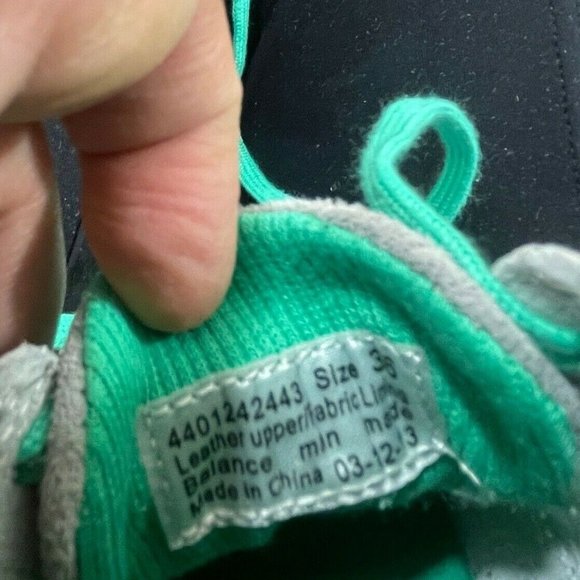 4401242443 Size 38
Leather upper/fabric Lining
Balance min made
Made in China 03-12-13